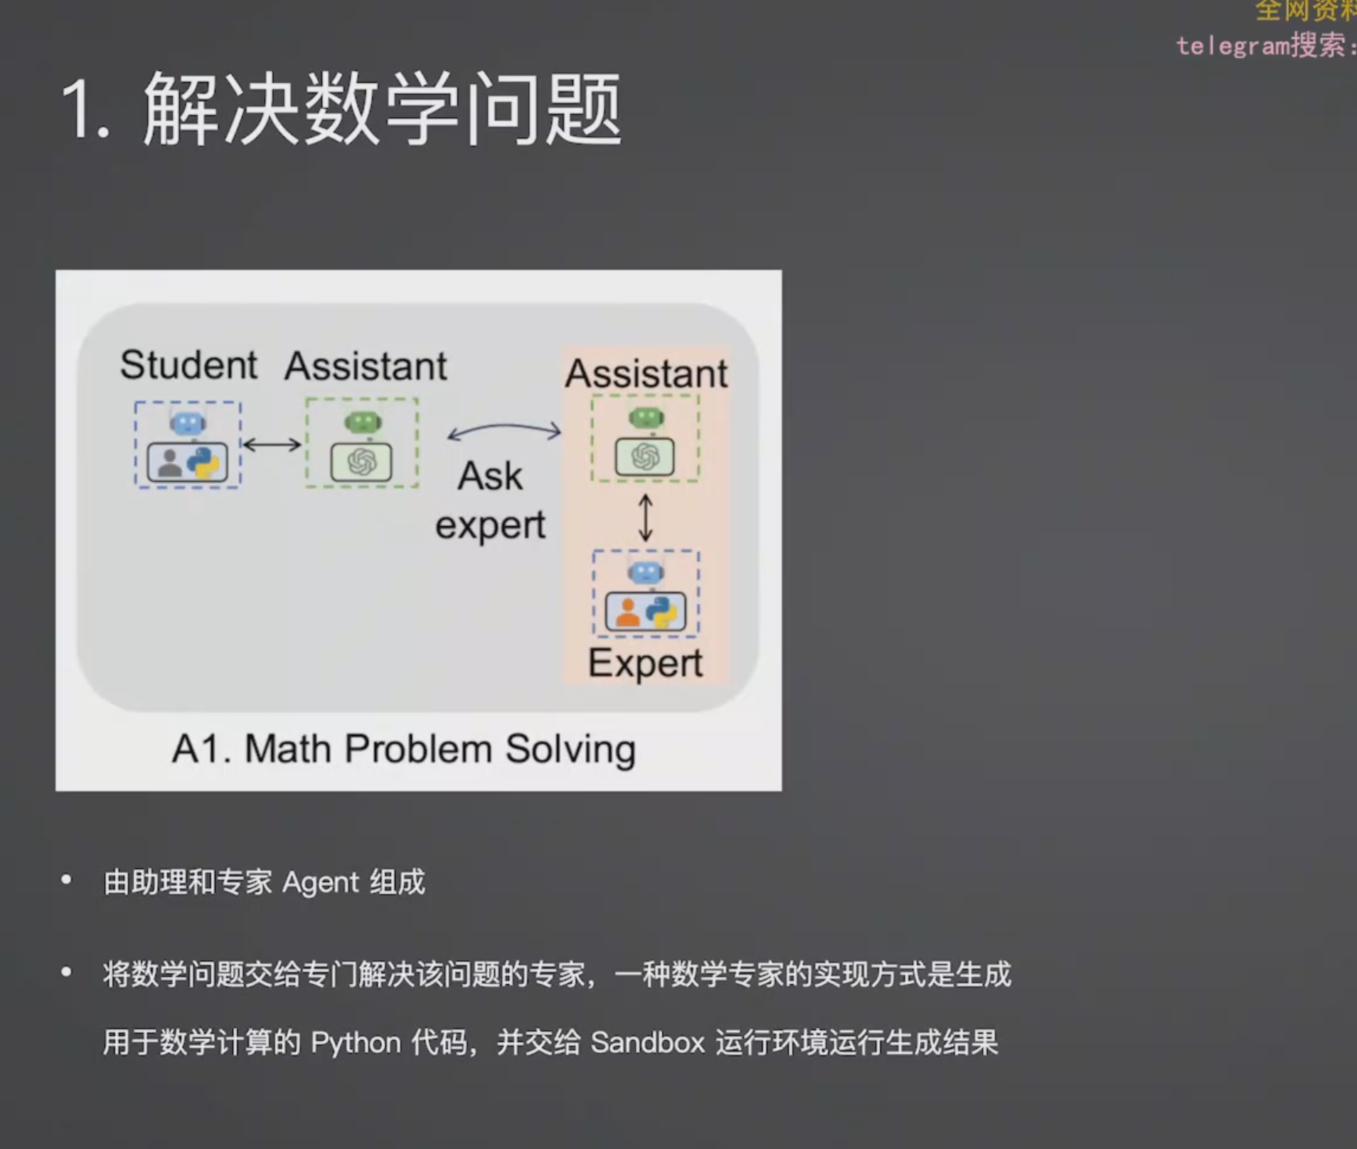 全网资料
telegram搜索:
1. 解决数学问题
Student Assistant
Assistant
Ask
expert
Expert
A1. Math Problem Solving
• 由助理和专家 Agent 组成
• 将数学问题交给专门解决该问题的专家，一种数学专家的实现方式是生成
用于数学计算的 Python 代码，并交给 Sandbox 运行环境运行生成结果